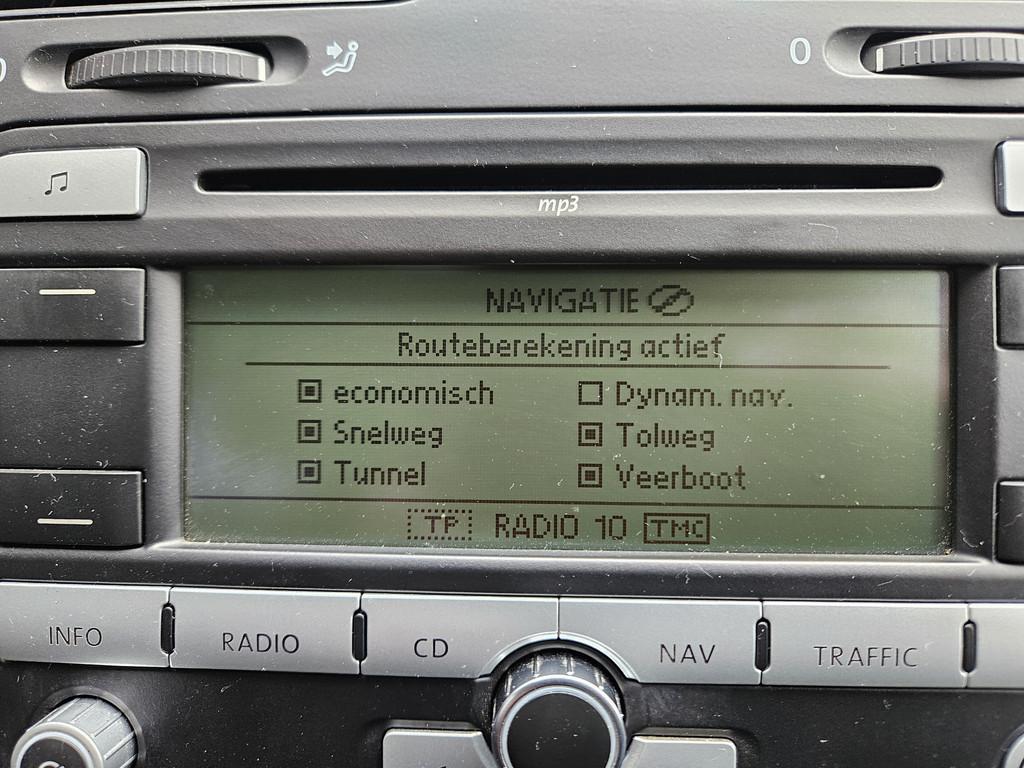 0
mp3
NAVIGATIE
Routeberekening actief
economisch Dynam. nav.
Snelweg Tolweg
Tunnel Veerboot
TP RADIO 10 TMC
INFO RADIO CD NAV TRAFFIC